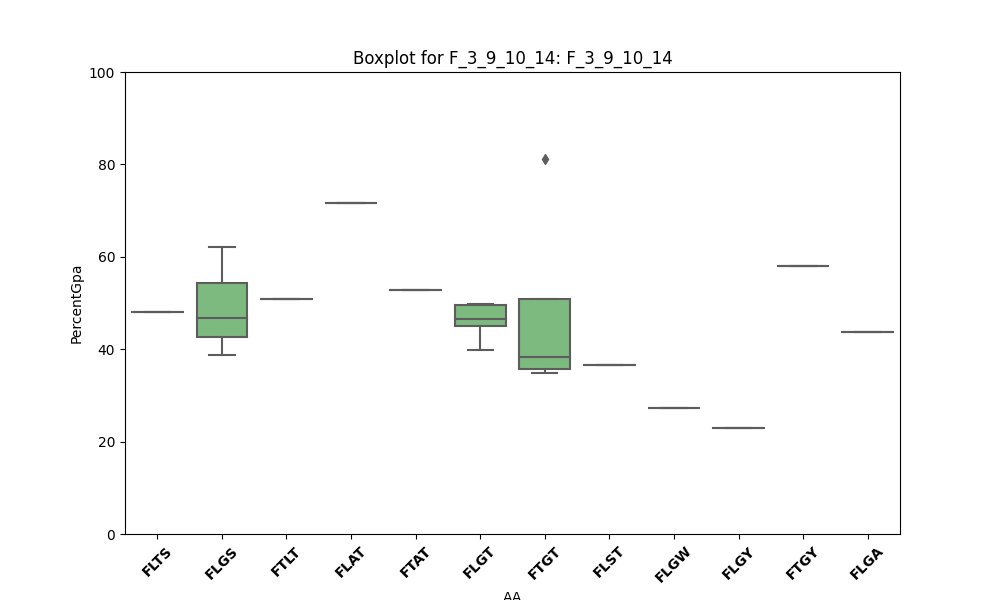 Boxplot for F_3_9_10_14: F_3_9_10_14
100
80
60
40
20
0
PercentGpa
FLTS FLGS FTLT FLAT FTAT FLGT FTGT FLST FLGW FLGY FTGY FLGA
AA